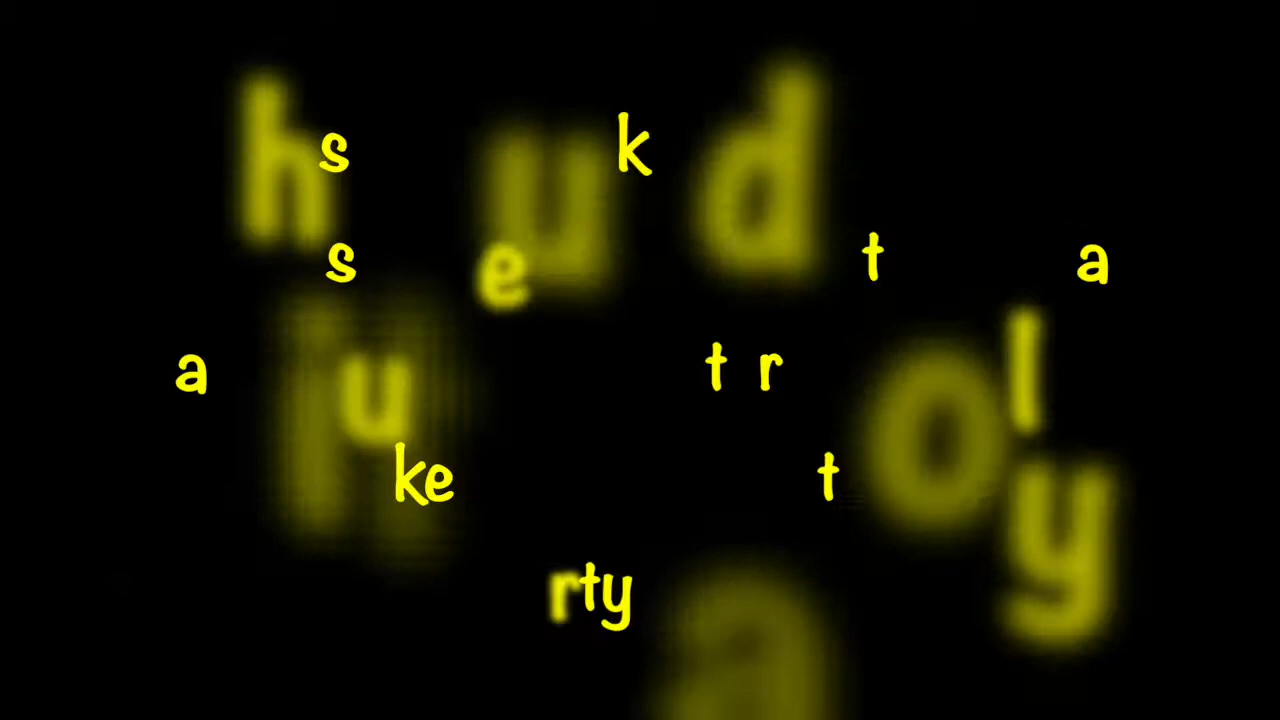 h s u k d
s e t a
a u t r o l
ke t y
rty a